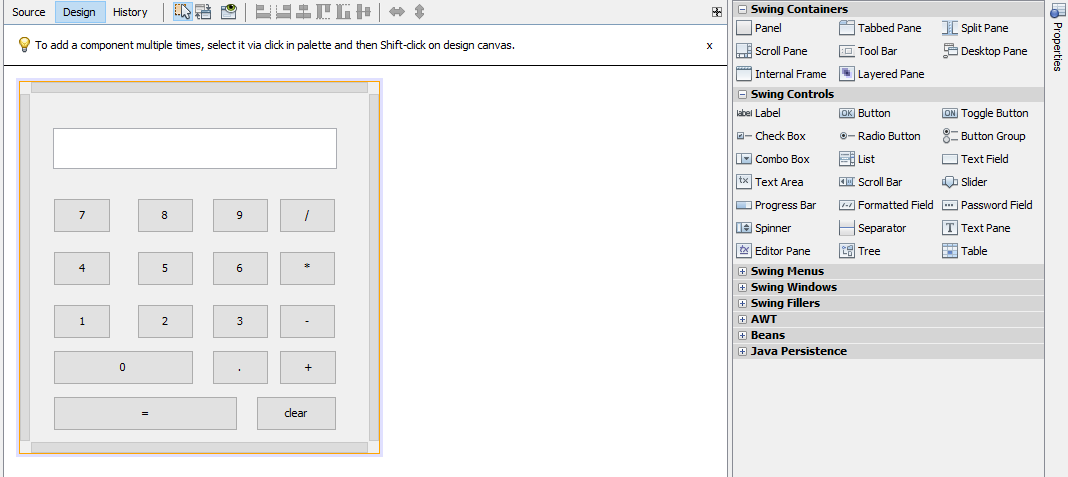 Source Design History
To add a component multiple times, select it via click in palette and then Shift-click on design canvas. x
7 8 9 /
4 5 6 *
1 2 3 -
0 . +
= clear
Swing Containers
Panel Tabbed Pane Split Pane
Scroll Pane Tool Bar Desktop Pane
Internal Frame Layered Pane
Swing Controls
label Label OK Button ON Toggle Button
Check Box Radio Button Button Group
Combo Box List Text Field
tx Text Area Scroll Bar Slider
Progress Bar Formatted Field Password Field
Spinner Separator T Text Pane
Editor Pane Tree Table
Swing Menus
Swing Windows
Swing Fillers
AWT
Beans
Java Persistence
Properties